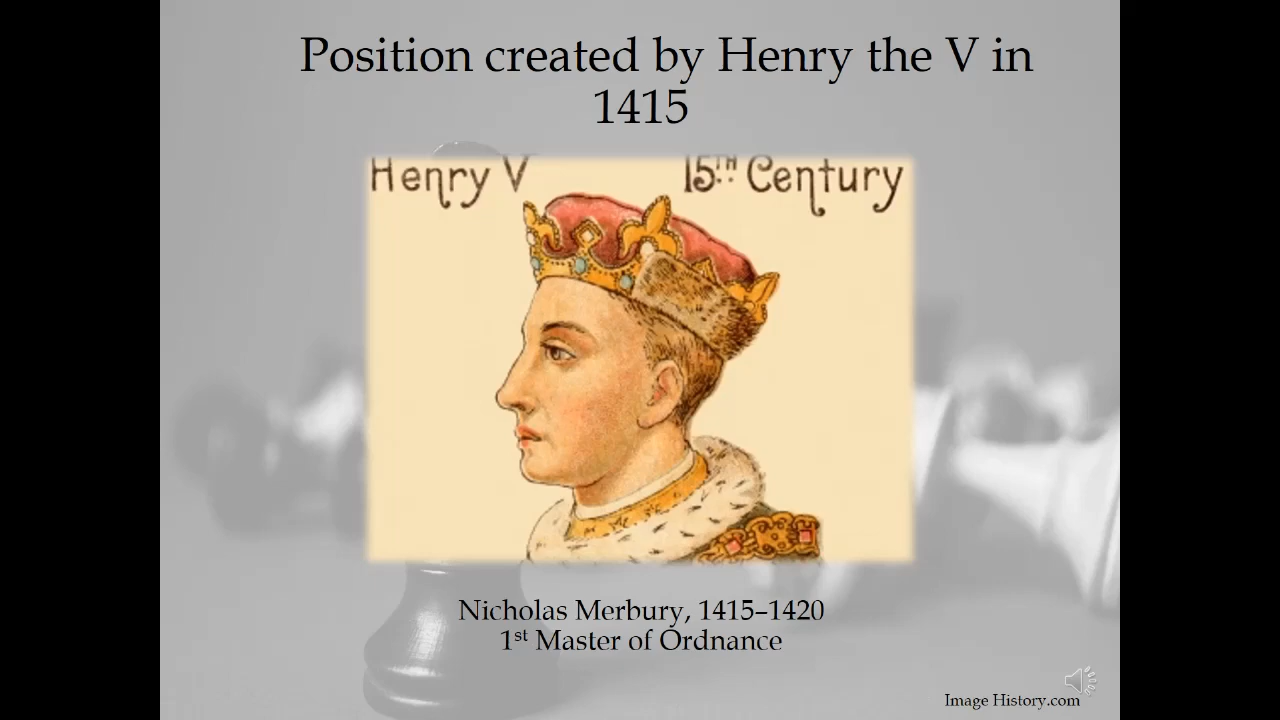 Position created by Henry the V in
1415
Henry V 15TH Century
Nicholas Merbury, 1415–1420
1st Master of Ordnance
Image History.com